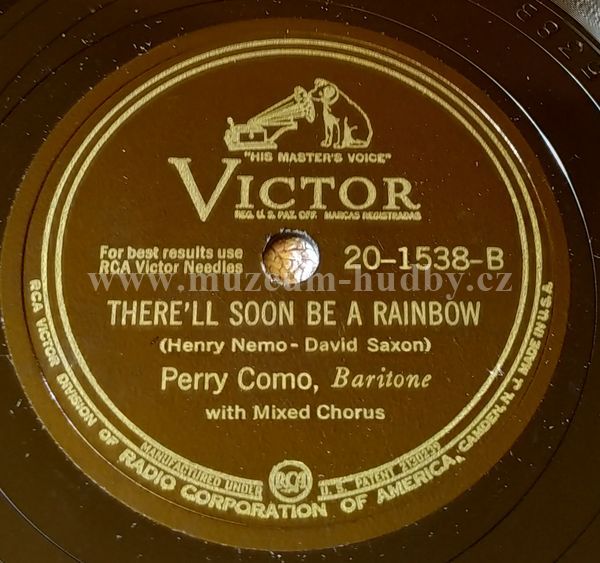 "HIS MASTER'S VOICE"
VICTOR
REG. U. S. PAT. OFF. MARCAS REGISTRADAS
For best results use
RCA Victor Needles
20-1538-B
www.muzeum-hudby.cz
THERE'LL SOON BE A RAINBOW
(Henry Nemo - David Saxon)
Perry Como, Baritone
with Mixed Chorus
MANUFACTURED UNDER RCA U. S. PATENT
RCA VICTOR DIVISION OF RADIO CORPORATION OF AMERICA, CAMDEN, N. J. MADE IN U.S.A.